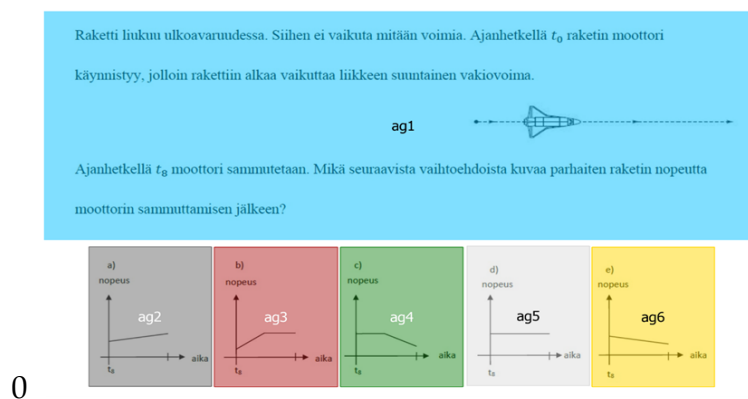 Raketti liukuu ulkoavaruudessa. Siihen ei vaikuta mitään voimia. Ajanhetkellä t₀ raketin moottori
käynnistyy, jolloin rakettiin alkaa vaikuttaa liikkeen suuntainen vakiovoima.
ag1
Ajanhetkellä t₈ moottori sammutetaan. Mikä seuraavista vaihtoehdoista kuvaa parhaiten raketin nopeutta
moottorin sammuttamisen jälkeen?
a)
nopeus
ag2
aika
t₈
b)
nopeus
ag3
aika
t₈
c)
nopeus
ag4
aika
t₈
d)
nopeus
ag5
aika
t₈
e)
nopeus
ag6
aika
t₈
0